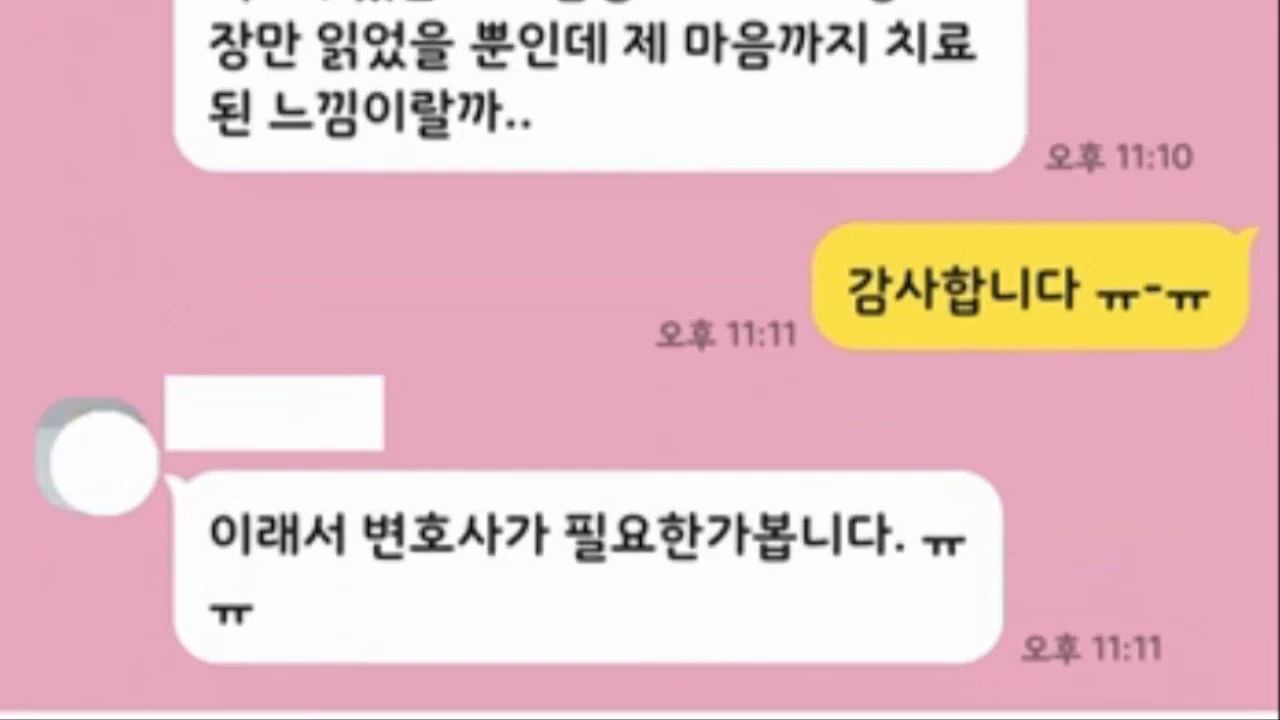 장만 읽었을 뿐인데 제 마음까지 치료
된 느낌이랄까..
오후 11:10
감사합니다 ㅠ-ㅠ
오후 11:11
이래서 변호사가 필요한가봅니다. ㅠ
ㅠ
오후 11:11